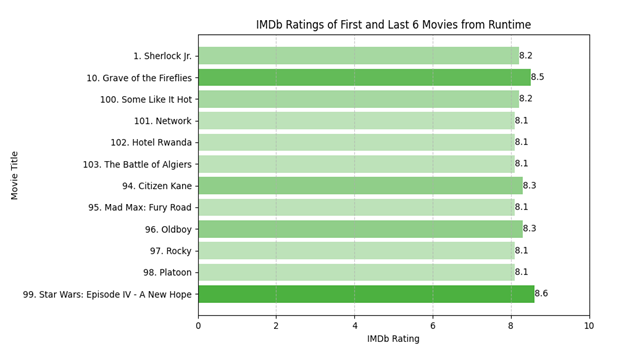 IMDb Ratings of First and Last 6 Movies from Runtime
Movie Title
1. Sherlock Jr. 8.2
10. Grave of the Fireflies 8.5
100. Some Like It Hot 8.2
101. Network 8.1
102. Hotel Rwanda 8.1
103. The Battle of Algiers 8.1
94. Citizen Kane 8.3
95. Mad Max: Fury Road 8.1
96. Oldboy 8.3
97. Rocky 8.1
98. Platoon 8.1
99. Star Wars: Episode IV - A New Hope 8.6
0 2 4 6 8 10
IMDb Rating